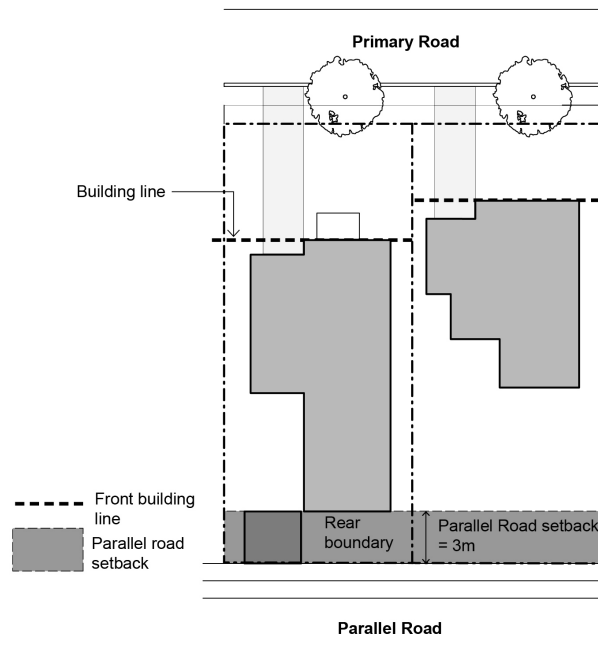 Primary Road
Building line
Front building
line
Parallel road
setback
Rear
boundary
Parallel Road setback
= 3m
Parallel Road